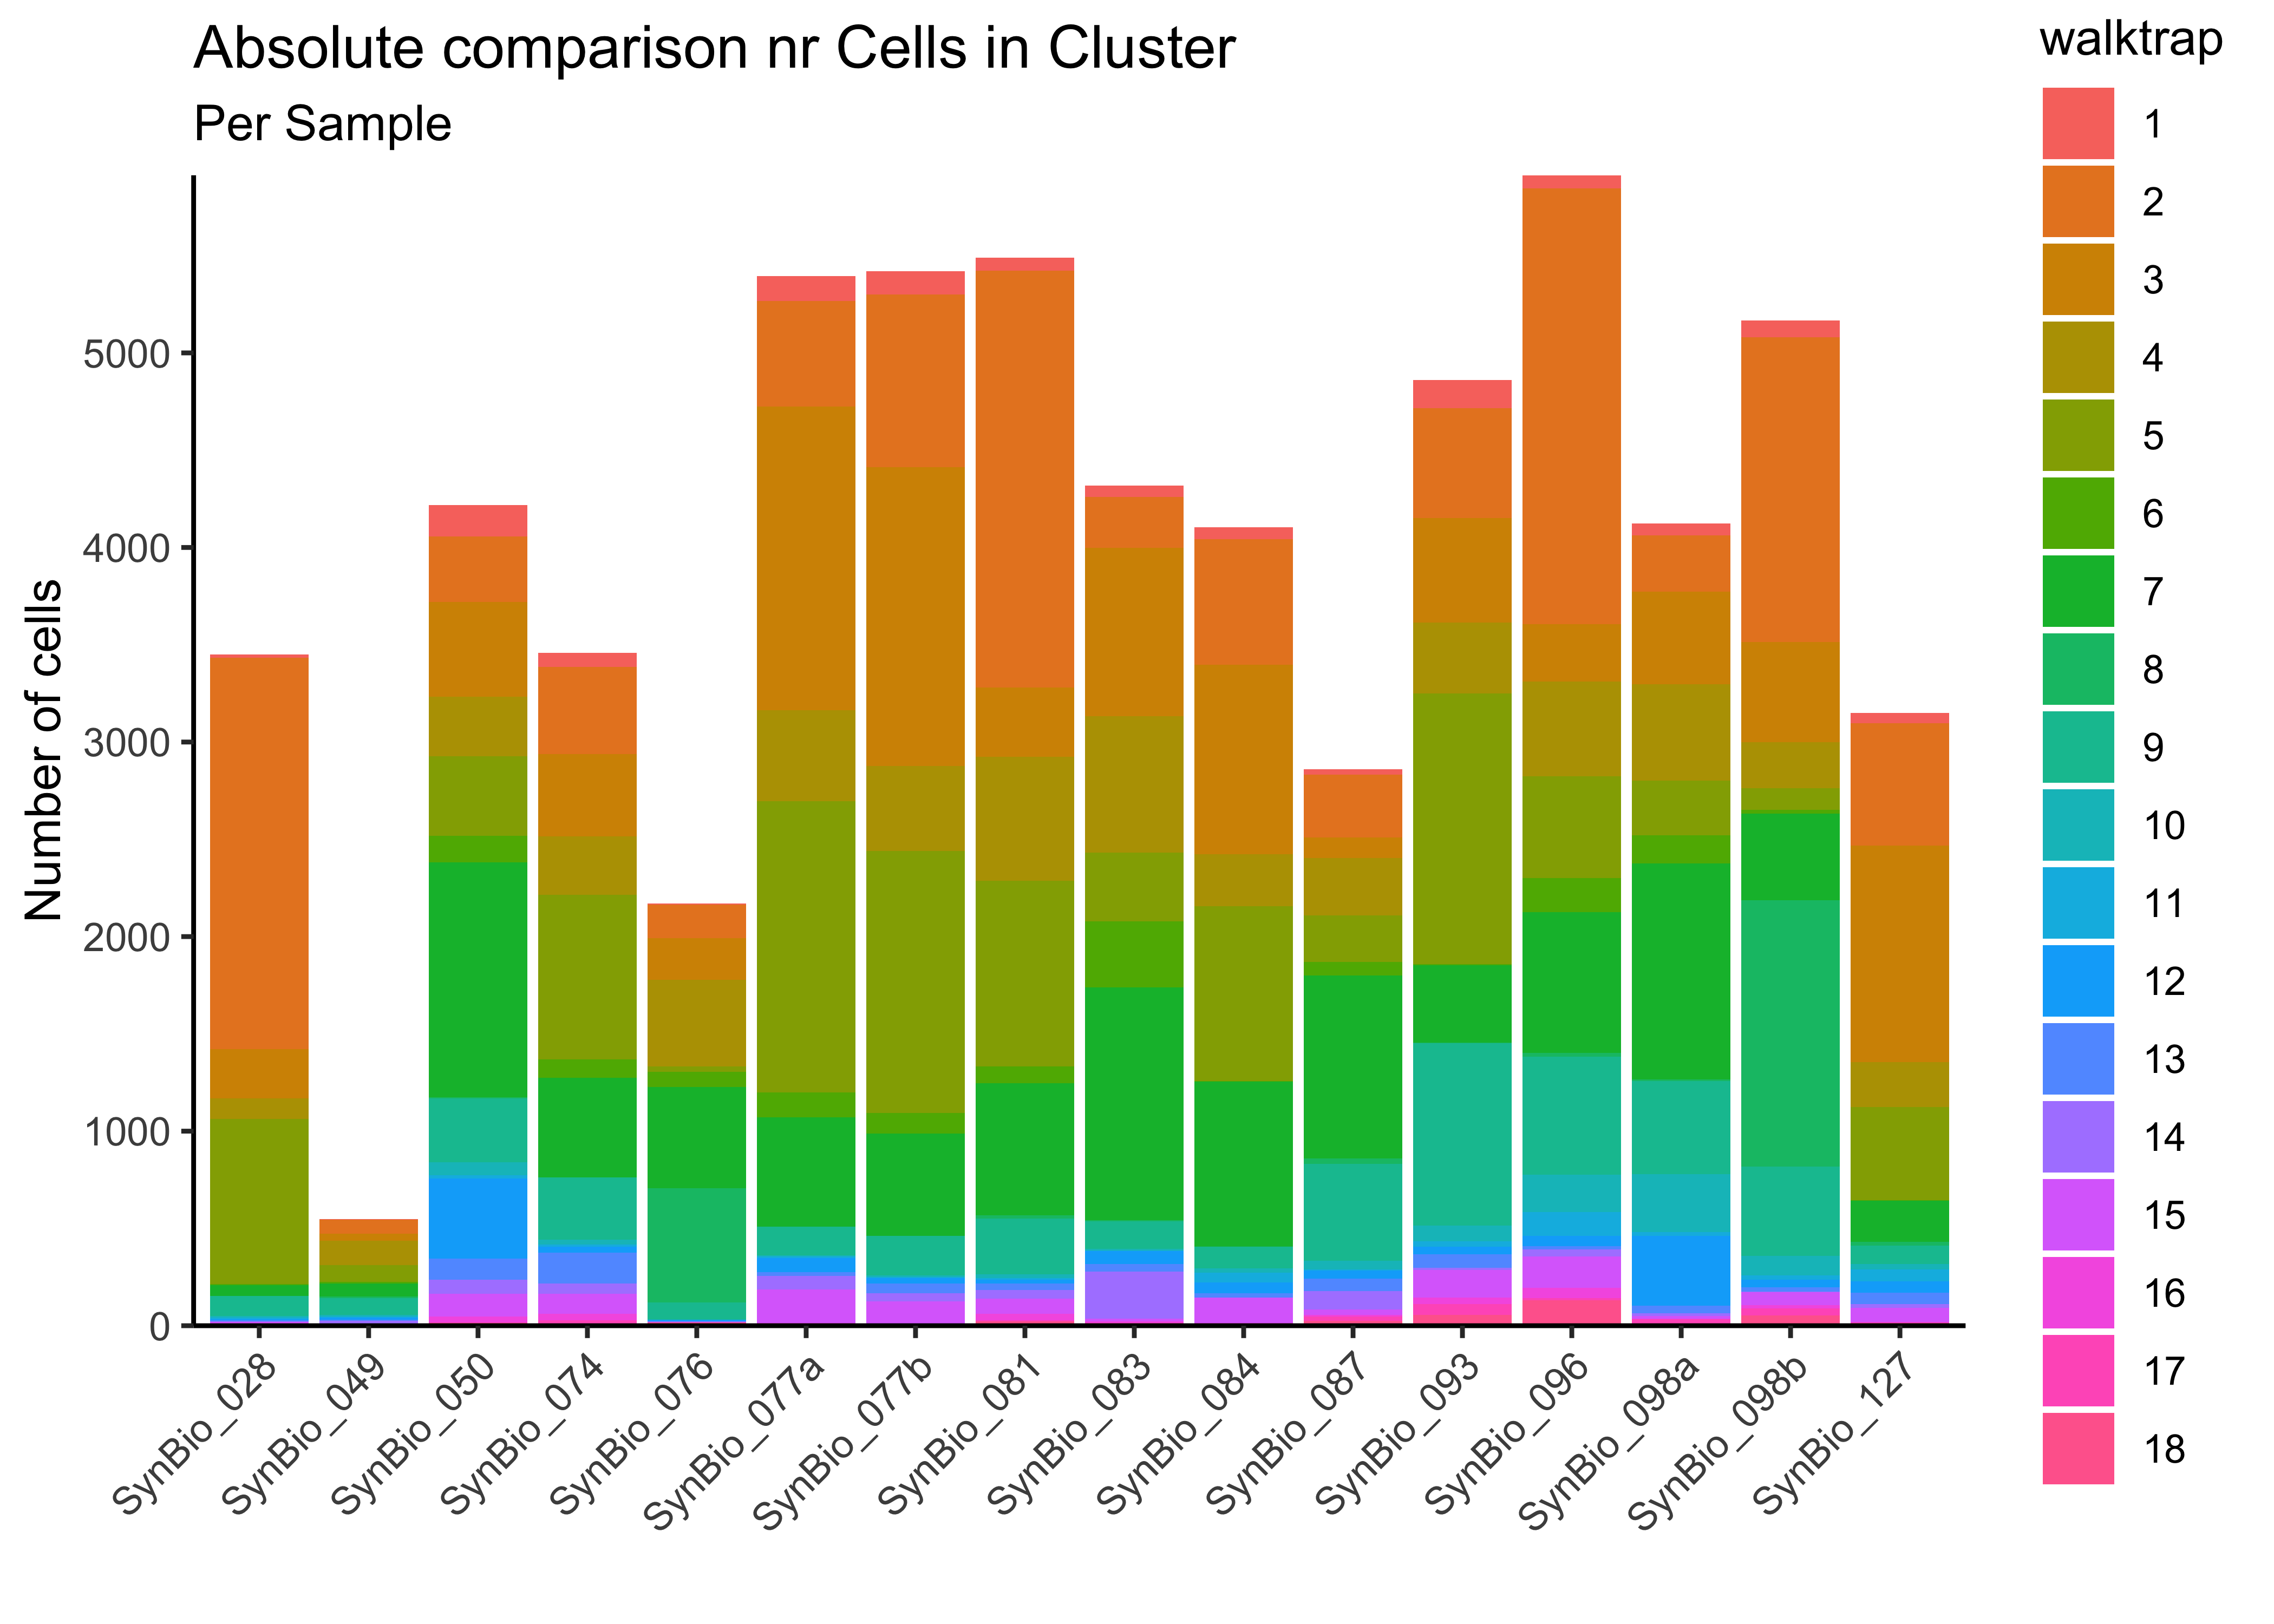 Absolute comparison nr Cells in Cluster
Per Sample
Number of cells
5000
4000
3000
2000
1000
0
SynBio_028
SynBio_049
SynBio_050
SynBio_074
SynBio_076
SynBio_077a
SynBio_077b
SynBio_081
SynBio_083
SynBio_084
SynBio_087
SynBio_093
SynBio_096
SynBio_098a
SynBio_098b
SynBio_127
walktrap
1
2
3
4
5
6
7
8
9
10
11
12
13
14
15
16
17
18